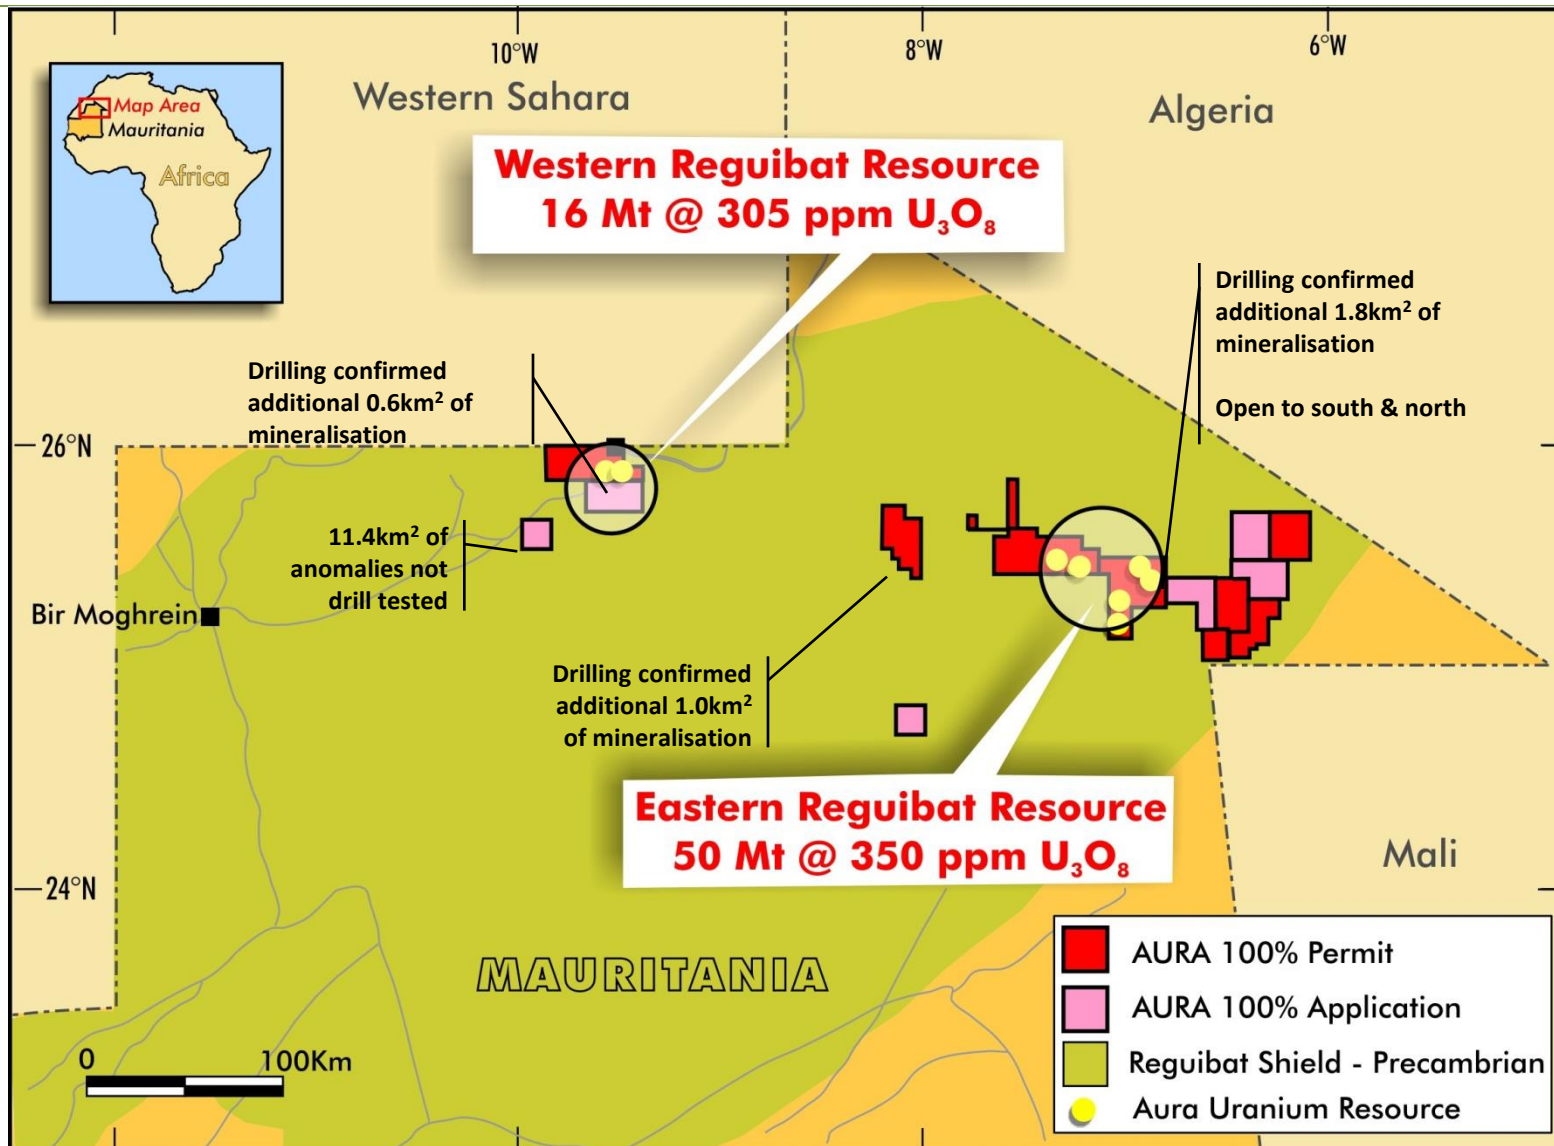 10°W
8°W
6°W
Western Sahara
Algeria
Map Area
Mauritania
Africa
Western Reguibat Resource
16 Mt @ 305 ppm U₃O₈
Drilling confirmed
additional 1.8km² of
mineralisation
Open to south & north
Drilling confirmed
additional 0.6km² of
mineralisation
26°N
11.4km² of
anomalies not
drill tested
Bir Moghrein
Drilling confirmed
additional 1.0km²
of mineralisation
Eastern Reguibat Resource
50 Mt @ 350 ppm U₃O₈
Mali
24°N
MAURITANIA
AURA 100% Permit
AURA 100% Application
Reguibat Shield - Precambrian
Aura Uranium Resource
0 100Km